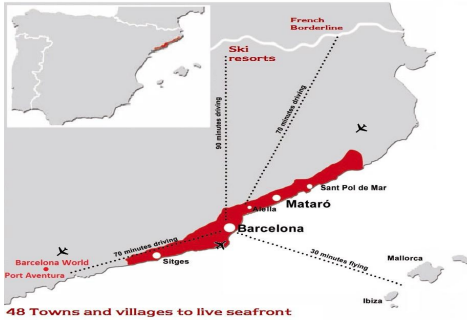 French
Borderline
Ski
resorts
90 minutes driving
70 minutes driving
Sant Pol de Mar
Mataró
Alella
Barcelona
70 minutes driving
30 minutes flying
Barcelona World
Port Aventura
Sitges
Mallorca
Ibiza
48 Towns and villages to live seafront